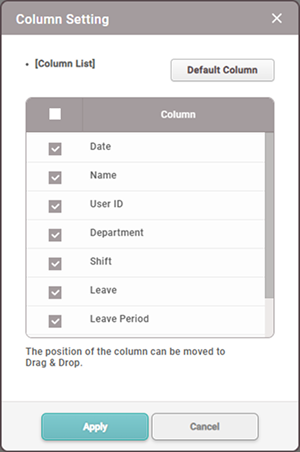 Column Setting
• [Column List]
Default Column
Column
Date
Name
User ID
Department
Shift
Leave
Leave Period
The position of the column can be moved to
Drag & Drop.
Apply
Cancel